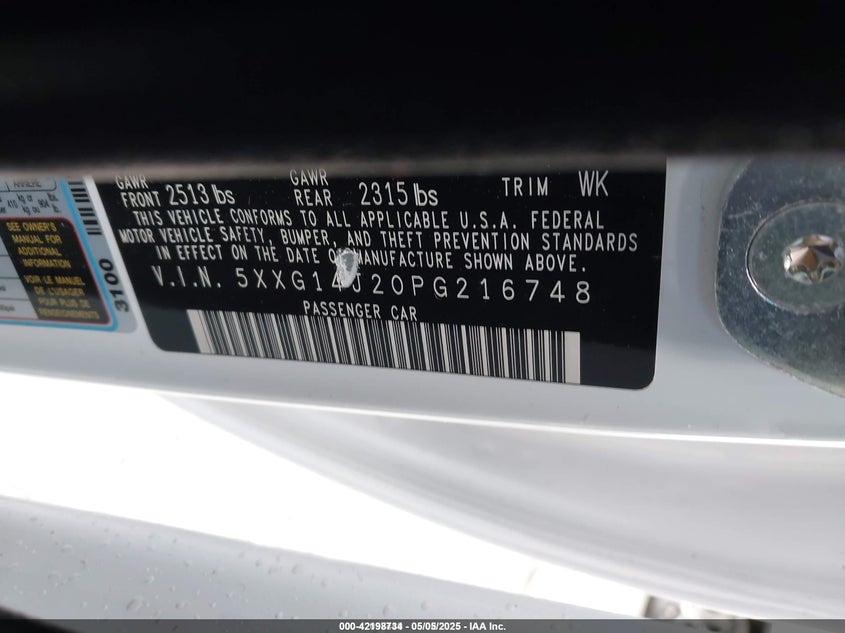 SEE OWNER'S
MANUAL FOR
ADDITIONAL
INFORMATION
VOIR LE MANUEL
DE L'USAGER
POUR PLUS DE
RENSEIGNEMENTS
3100
GAWR
FRONT 2513 lbs
GAWR
REAR 2315 lbs
TRIM WK
THIS VEHICLE CONFORMS TO ALL APPLICABLE U.S.A. FEDERAL
MOTOR VEHICLE SAFETY, BUMPER, AND THEFT PREVENTION STANDARDS
IN EFFECT ON THE DATE OF MANUFACTURE SHOWN ABOVE.
V.I.N. 5XXG14J20PG216748
PASSENGER CAR
000-42198734 - 05/05/2025 - IAA Inc.